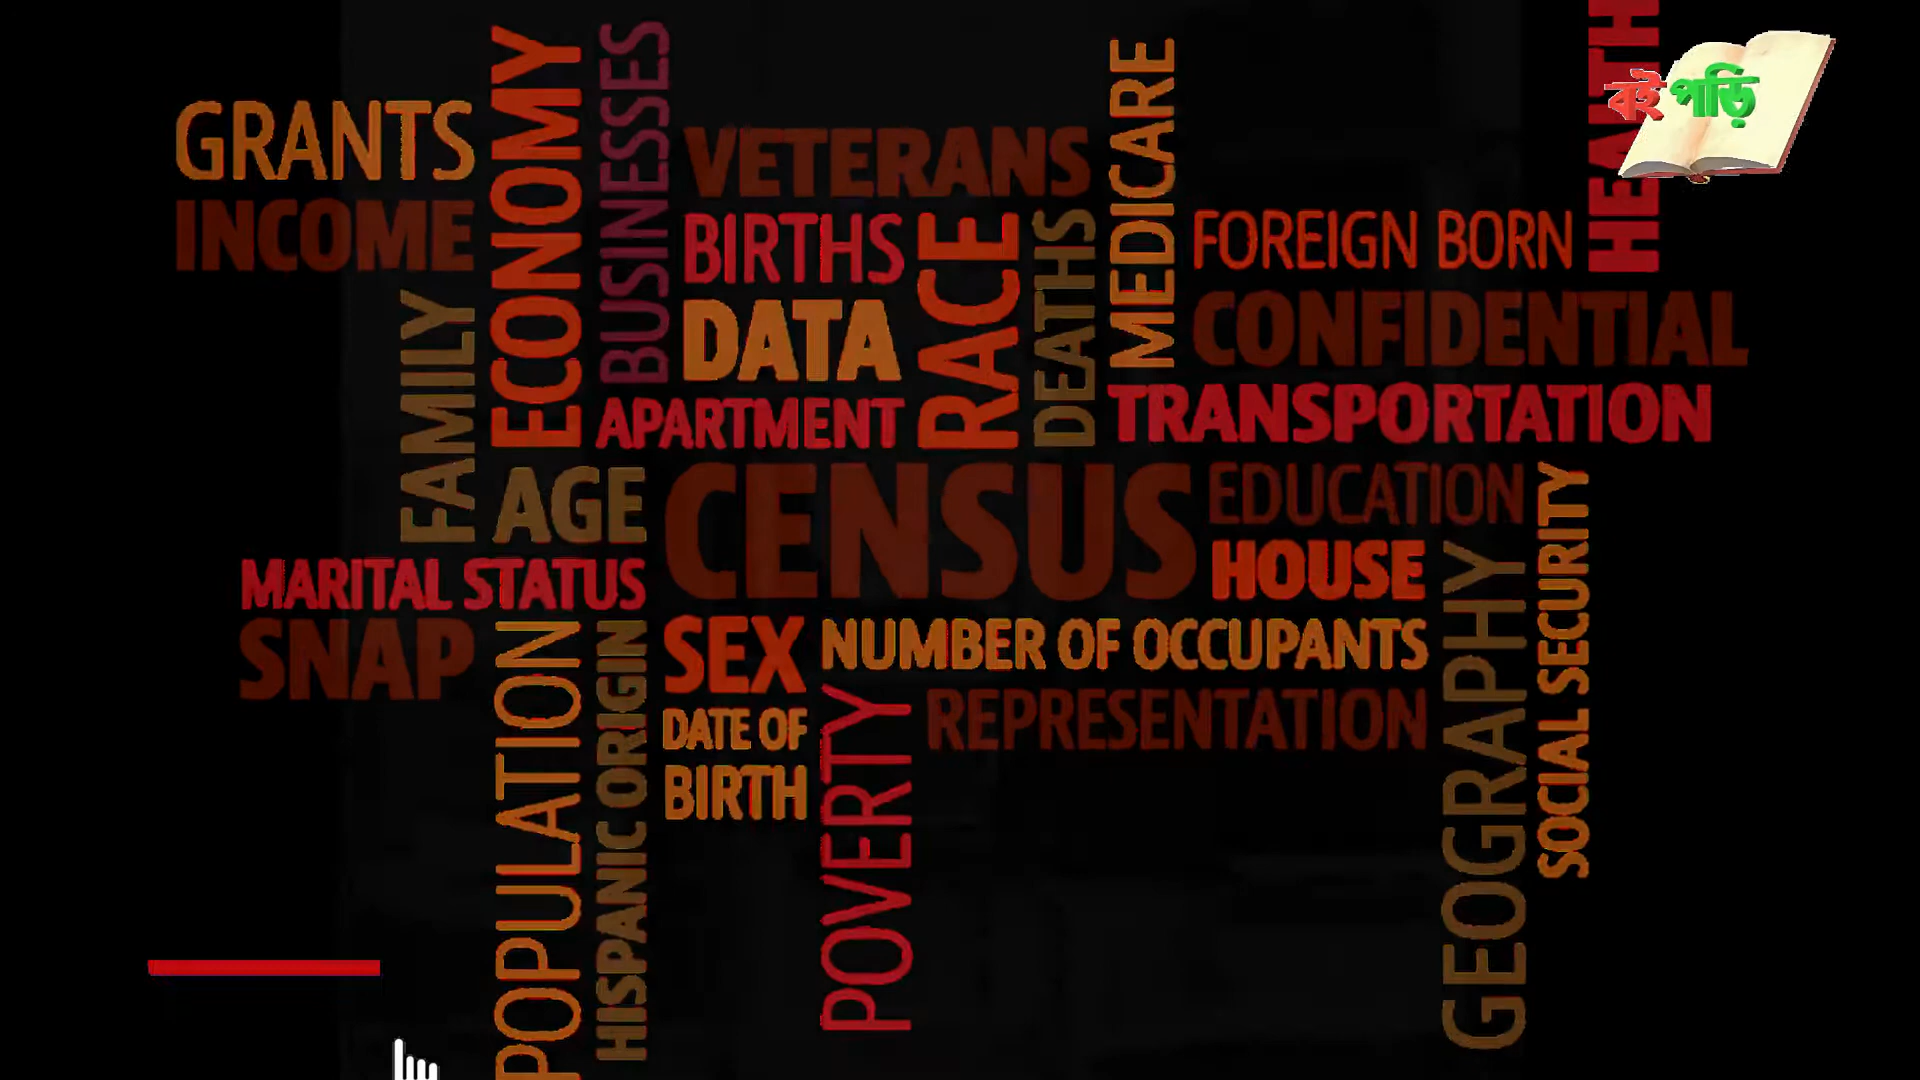 GRANTS
INCOME
ECONOMY
BUSINESSES
VETERANS
BIRTHS
DATA
APARTMENT
RACE
DEATHS
MEDICARE
FOREIGN BORN
HEALTH
বই পড়ি
CONFIDENTIAL
TRANSPORTATION
FAMILY
AGE
CENSUS
EDUCATION
HOUSE
MARITAL STATUS
SNAP
POPULATION
HISPANIC ORIGIN
SEX
DATE OF
BIRTH
NUMBER OF OCCUPANTS
REPRESENTATION
POVERTY
GEOGRAPHY
SOCIAL SECURITY